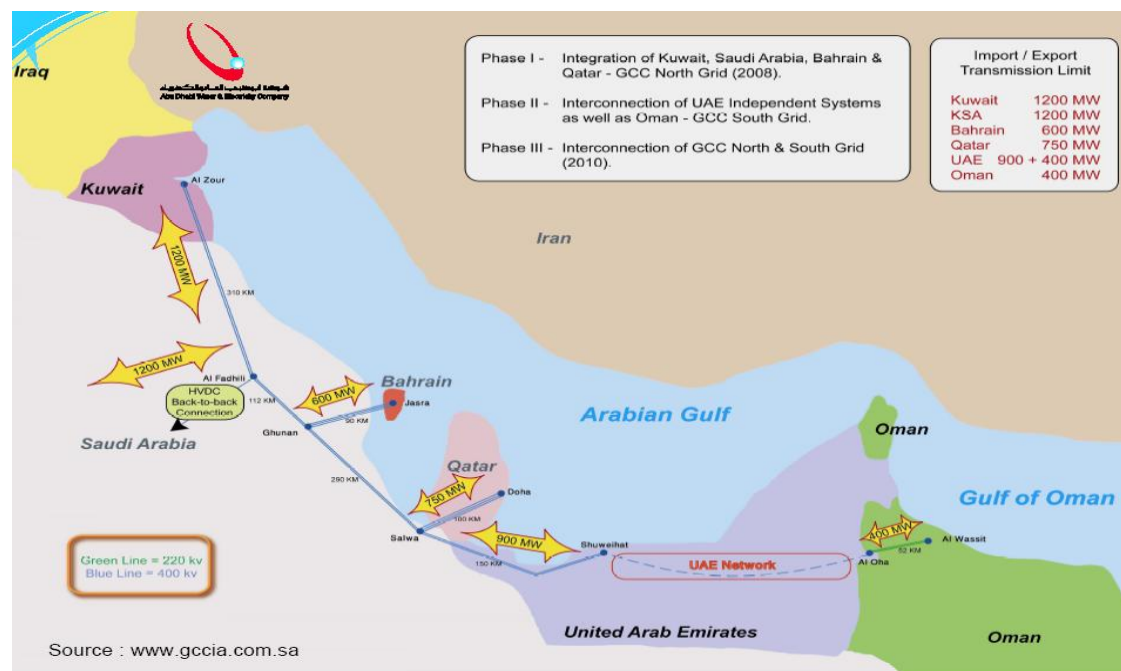 Iraq
Abu Dhabi Water & Electricity Company
Phase I - Integration of Kuwait, Saudi Arabia, Bahrain &
Qatar - GCC North Grid (2008).
Phase II - Interconnection of UAE Independent Systems
as well as Oman - GCC South Grid.
Phase III - Interconnection of GCC North & South Grid
(2010).
Import / Export
Transmission Limit
Kuwait 1200 MW
KSA 1200 MW
Bahrain 600 MW
Qatar 750 MW
UAE 900 + 400 MW
Oman 400 MW
Kuwait
Al Zour
Iran
1200 MW
310 KM
1200 MW
Al Fadhili
HVDC
Back-to-back
Connection
112 KM
600 MW
Bahrain
Jasra
90 KM
Ghunan
Saudi Arabia
Arabian Gulf
Oman
290 KM
Qatar
750 MW
Doha
100 KM
Gulf of Oman
Salwa
900 MW
Shuweihat
150 KM
UAE Network
400 MW
Al Wassit
52 KM
Al Oha
Green Line = 220 kv
Blue Line = 400 kv
United Arab Emirates
Oman
Source : www.gccia.com.sa